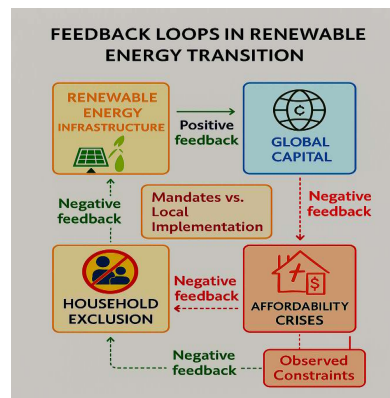 FEEDBACK LOOPS IN RENEWABLE
ENERGY TRANSITION
RENEWABLE
ENERGY
INFRASTRUCTURE
Positive
feedback
GLOBAL
CAPITAL
Negative
feedback
Mandates vs.
Local
Implementation
Negative
feedback
HOUSEHOLD
EXCLUSION
Negative
feedback
$
AFFORDABILITY
CRISES
Negative
feedback
Observed
Constraints